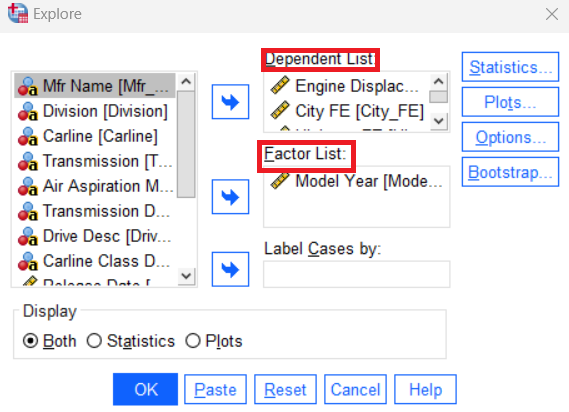 Explore
Dependent List:
Mfr Name [Mfr_...
Division [Division]
Carline [Carline]
Transmission [T...
Air Aspiration M...
Transmission D...
Drive Desc [Driv...
Carline Class D...
Release Date [
Engine Displac...
City FE [City_FE]
Factor List:
Model Year [Mode...
Label Cases by:
Statistics...
Plots...
Options...
Bootstrap...
Display
Both Statistics Plots
OK Paste Reset Cancel Help